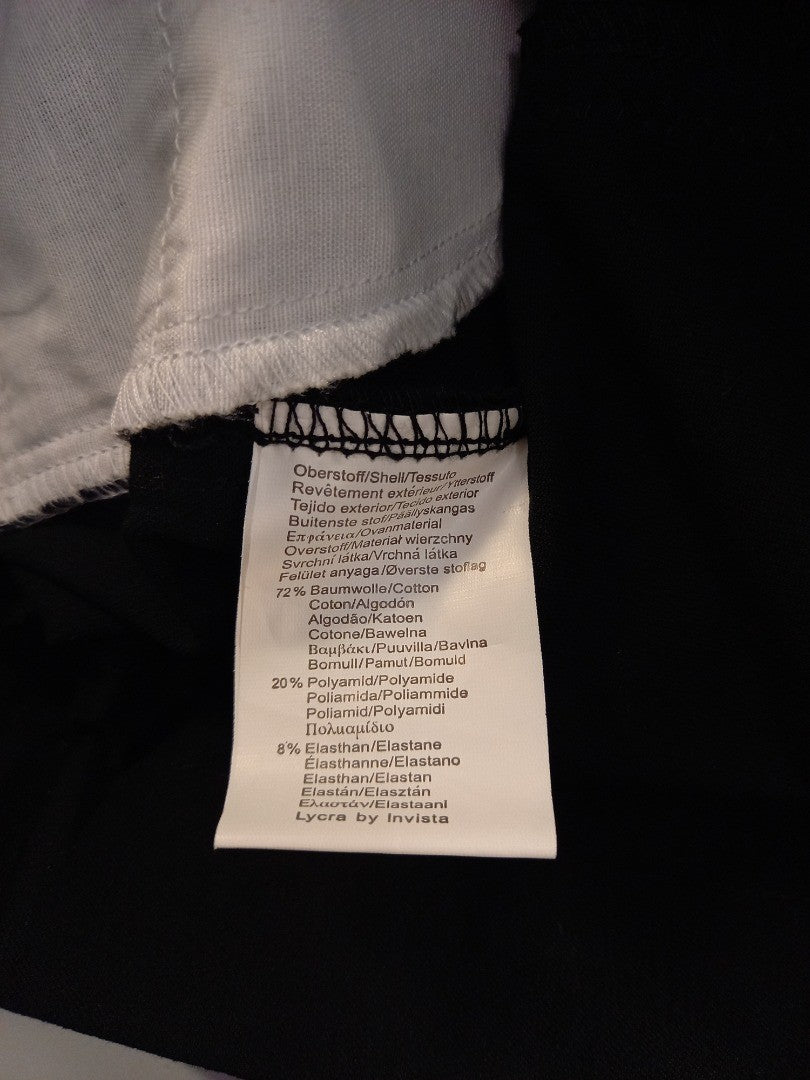 Oberstoff/Shell/Tessuto
Revêtement extérieur/Ytterstoff
Tejido exterior/Tecido exterior
Buitenste stof/Päällyskangas
Επφάνεια/Ovanmaterial
Overstoff/Materiał wierzchny
Svrchní látka/Vrchná látka
Felület anyaga/Øverste stoflag
72% Baumwolle/Cotton
Coton/Algodón
Algodão/Katoen
Cotone/Bawełna
Βαμβάκι/Puuvilla/Bavlna
Bomull/Pamut/Bomuld
20% Polyamid/Polyamide
Poliamida/Poliammide
Poliamid/Polyamidi
Πολυαμίδιο
8% Elasthan/Elastane
Élasthanne/Elastano
Elasthan/Elastan
Elastán/Elasztán
Ελαστάν/Elastaani
Lycra by Invista